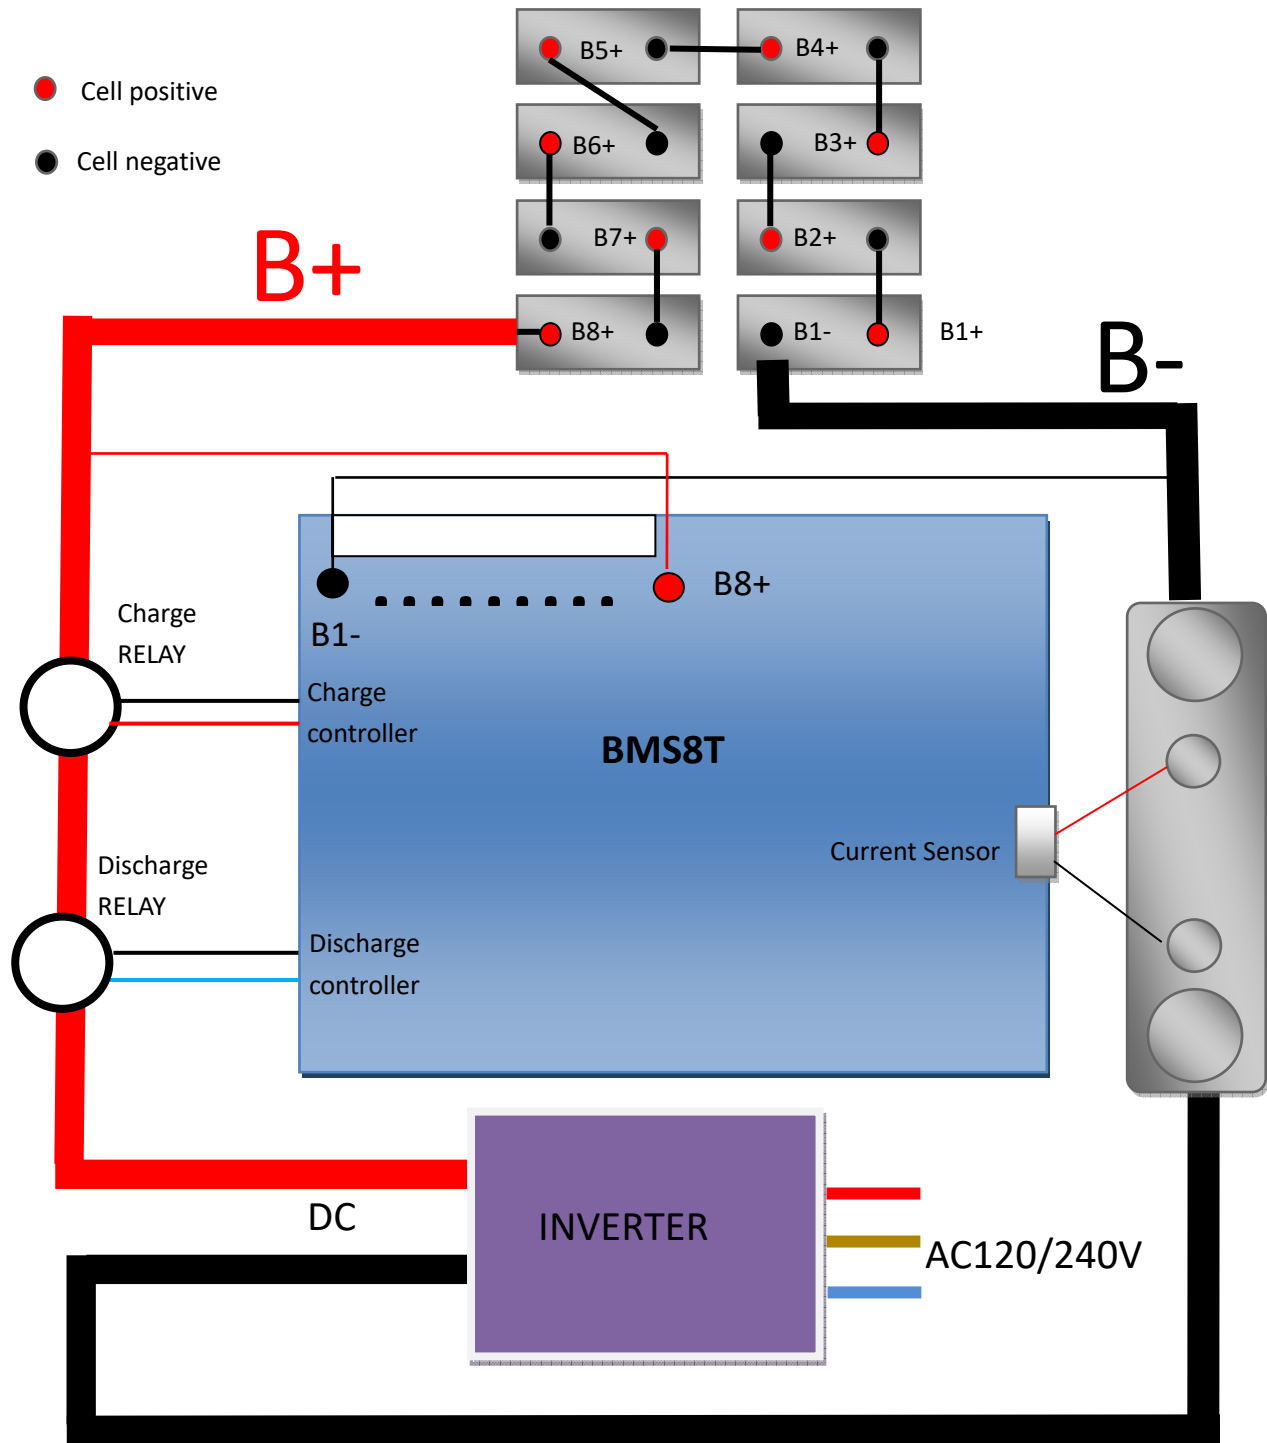 B5+
B4+
Cell positive
B6+
B3+
Cell negative
B7+
B2+
B+
B8+
B1-
B1+
B-
B8+
B1-
Charge
RELAY
Charge
controller
BMS8T
Current Sensor
Discharge
RELAY
Discharge
controller
DC
INVERTER
AC120/240V